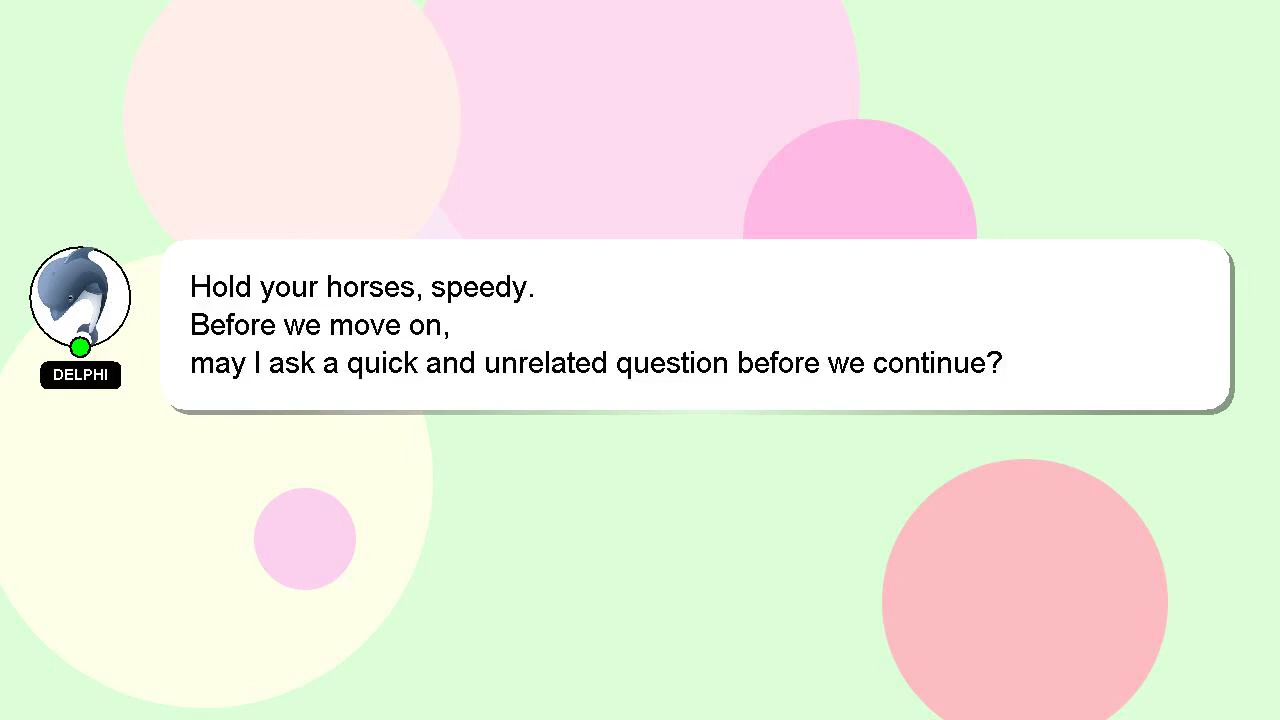 Hold your horses, speedy.
Before we move on,
may I ask a quick and unrelated question before we continue?
DELPHI